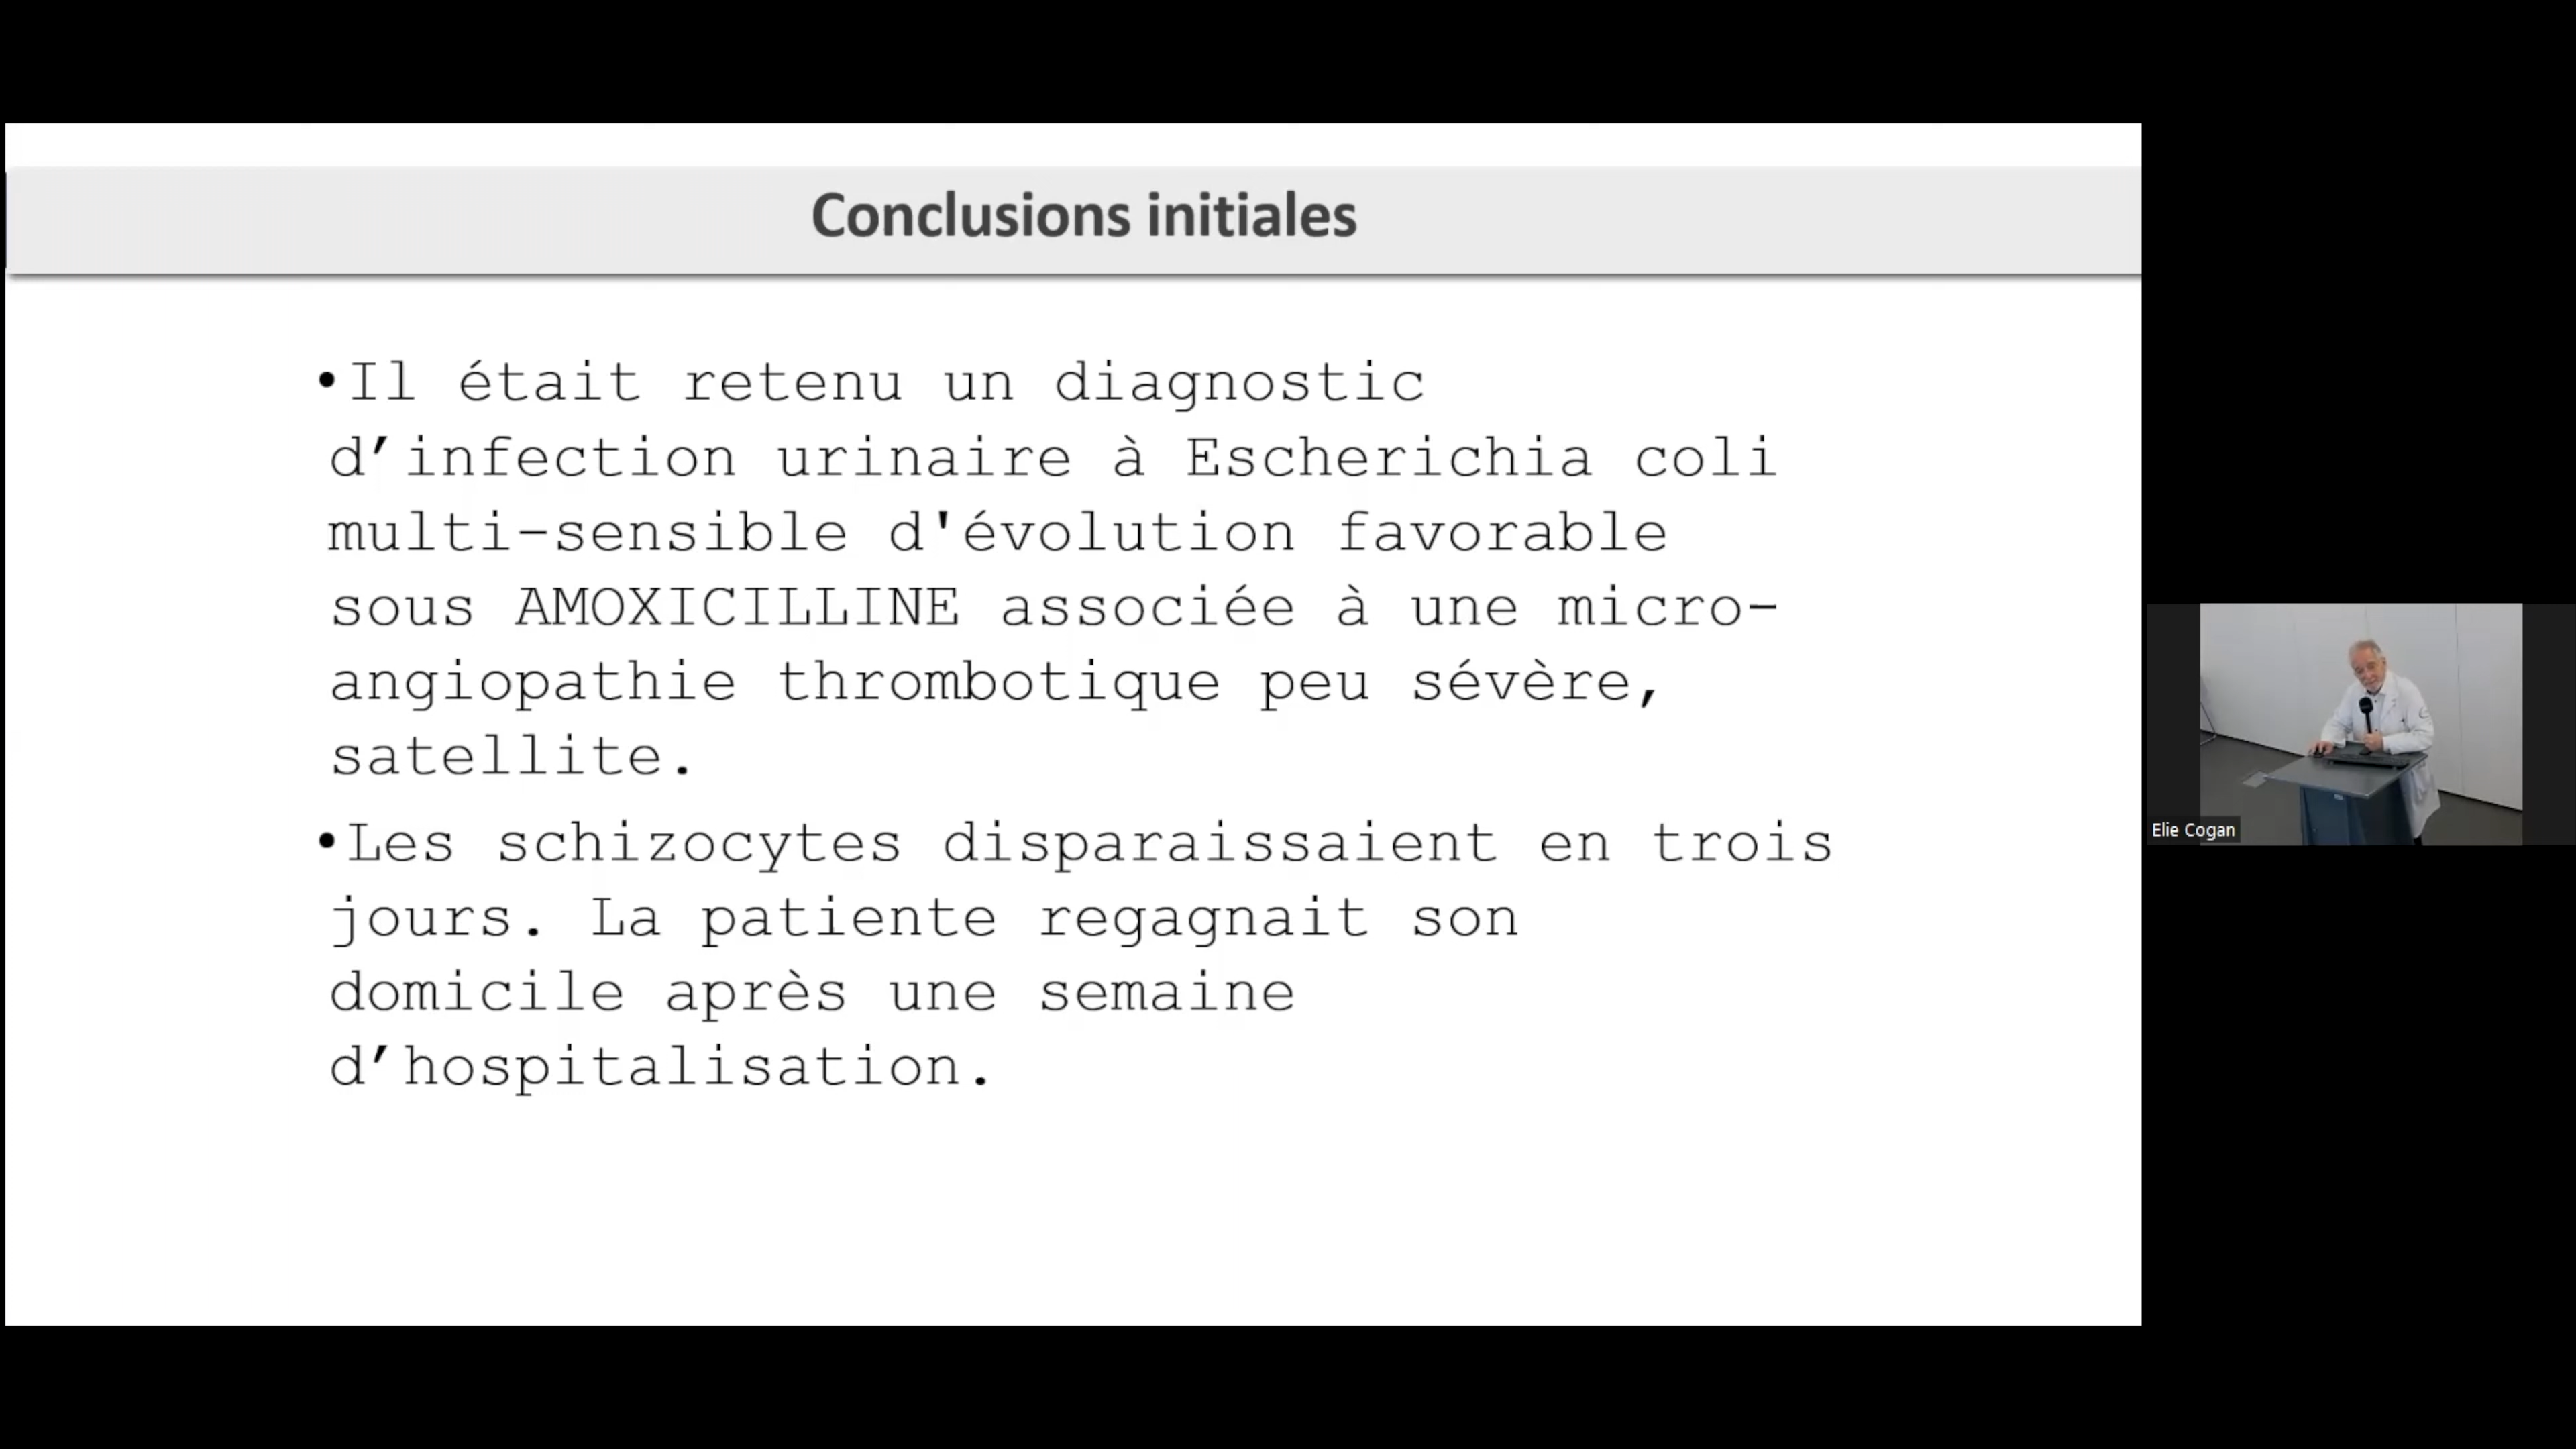 Conclusions initiales
•Il était retenu un diagnostic
d’infection urinaire à Escherichia coli
multi-sensible d'évolution favorable
sous AMOXICILLINE associée à une micro-
angiopathie thrombotique peu sévère,
satellite.
•Les schizocytes disparaissaient en trois
jours. La patiente regagnait son
domicile après une semaine
d’hospitalisation.
Elie Cogan